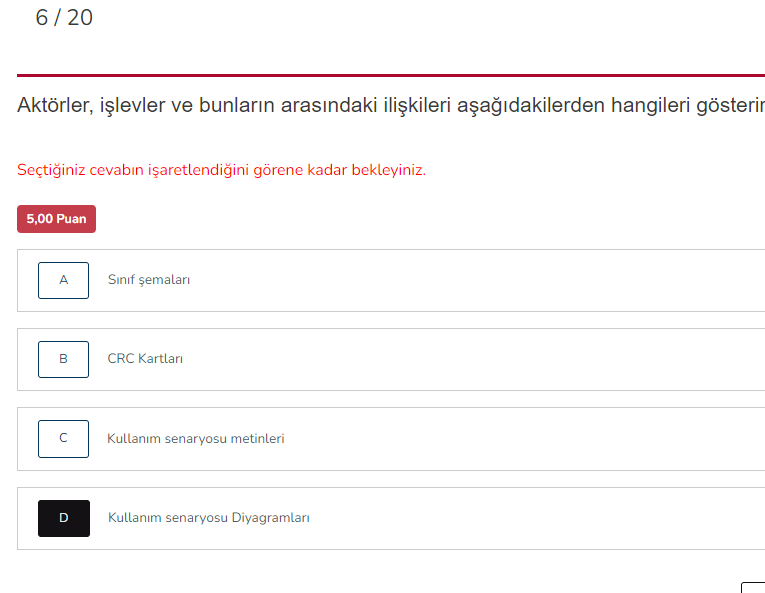 6 / 20
Aktörler, işlevler ve bunların arasındaki ilişkileri aşağıdakilerden hangileri
Seçtiğiniz cevabın işaretlendiğini görene kadar bekleyiniz.
5,00 Puan
A Sınıf şemaları
B CRC Kartları
C Kullanım senaryosu metinleri
D Kullanım senaryosu Diyagramları